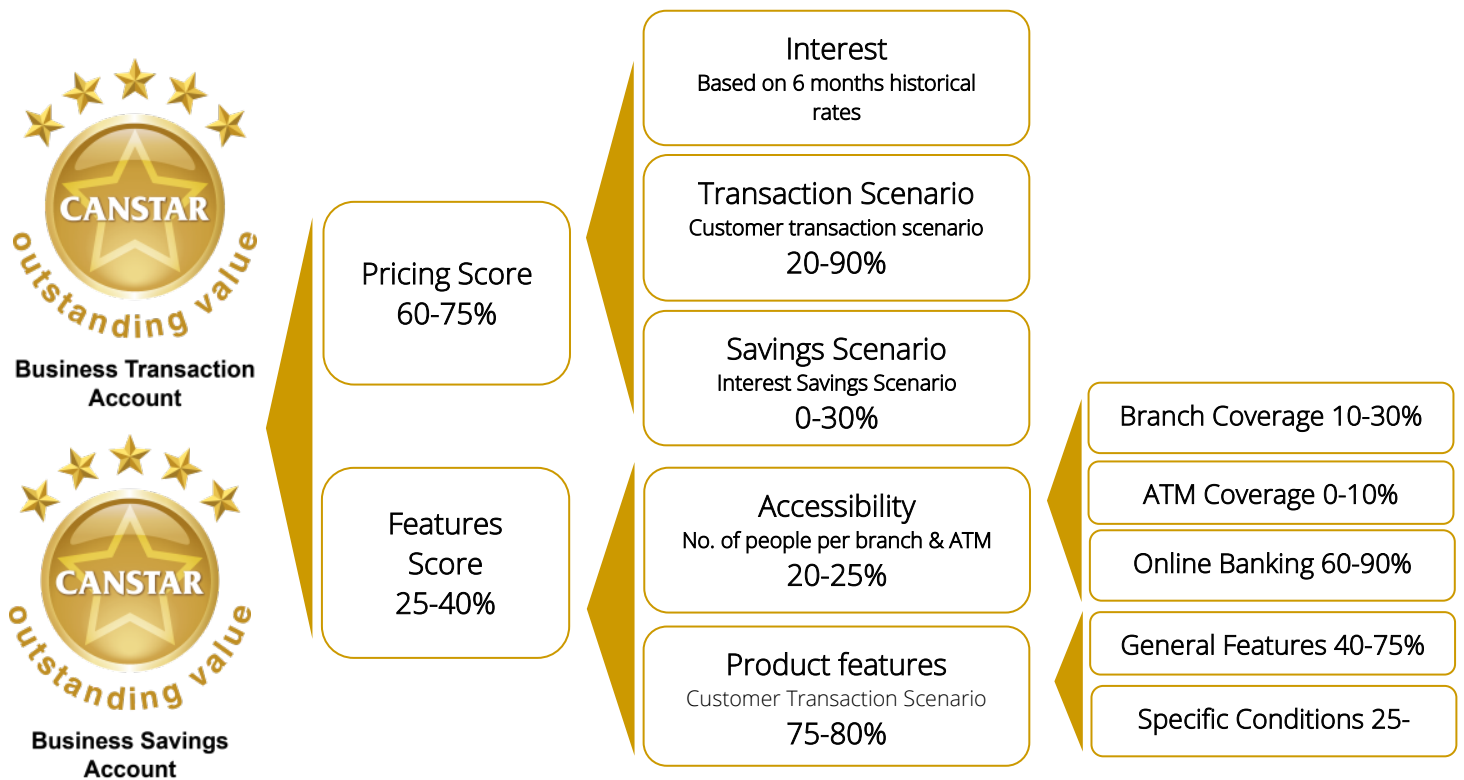 CANSTAR
outstanding value
Business Transaction
Account
CANSTAR
outstanding value
Business Savings
Account
Pricing Score
60-75%
Features
Score
25-40%
Interest
Based on 6 months historical
rates
Transaction Scenario
Customer transaction scenario
20-90%
Savings Scenario
Interest Savings Scenario
0-30%
Accessibility
No. of people per branch & ATM
20-25%
Product features
Customer Transaction Scenario
75-80%
Branch Coverage 10-30%
ATM Coverage 0-10%
Online Banking 60-90%
General Features 40-75%
Specific Conditions 25-